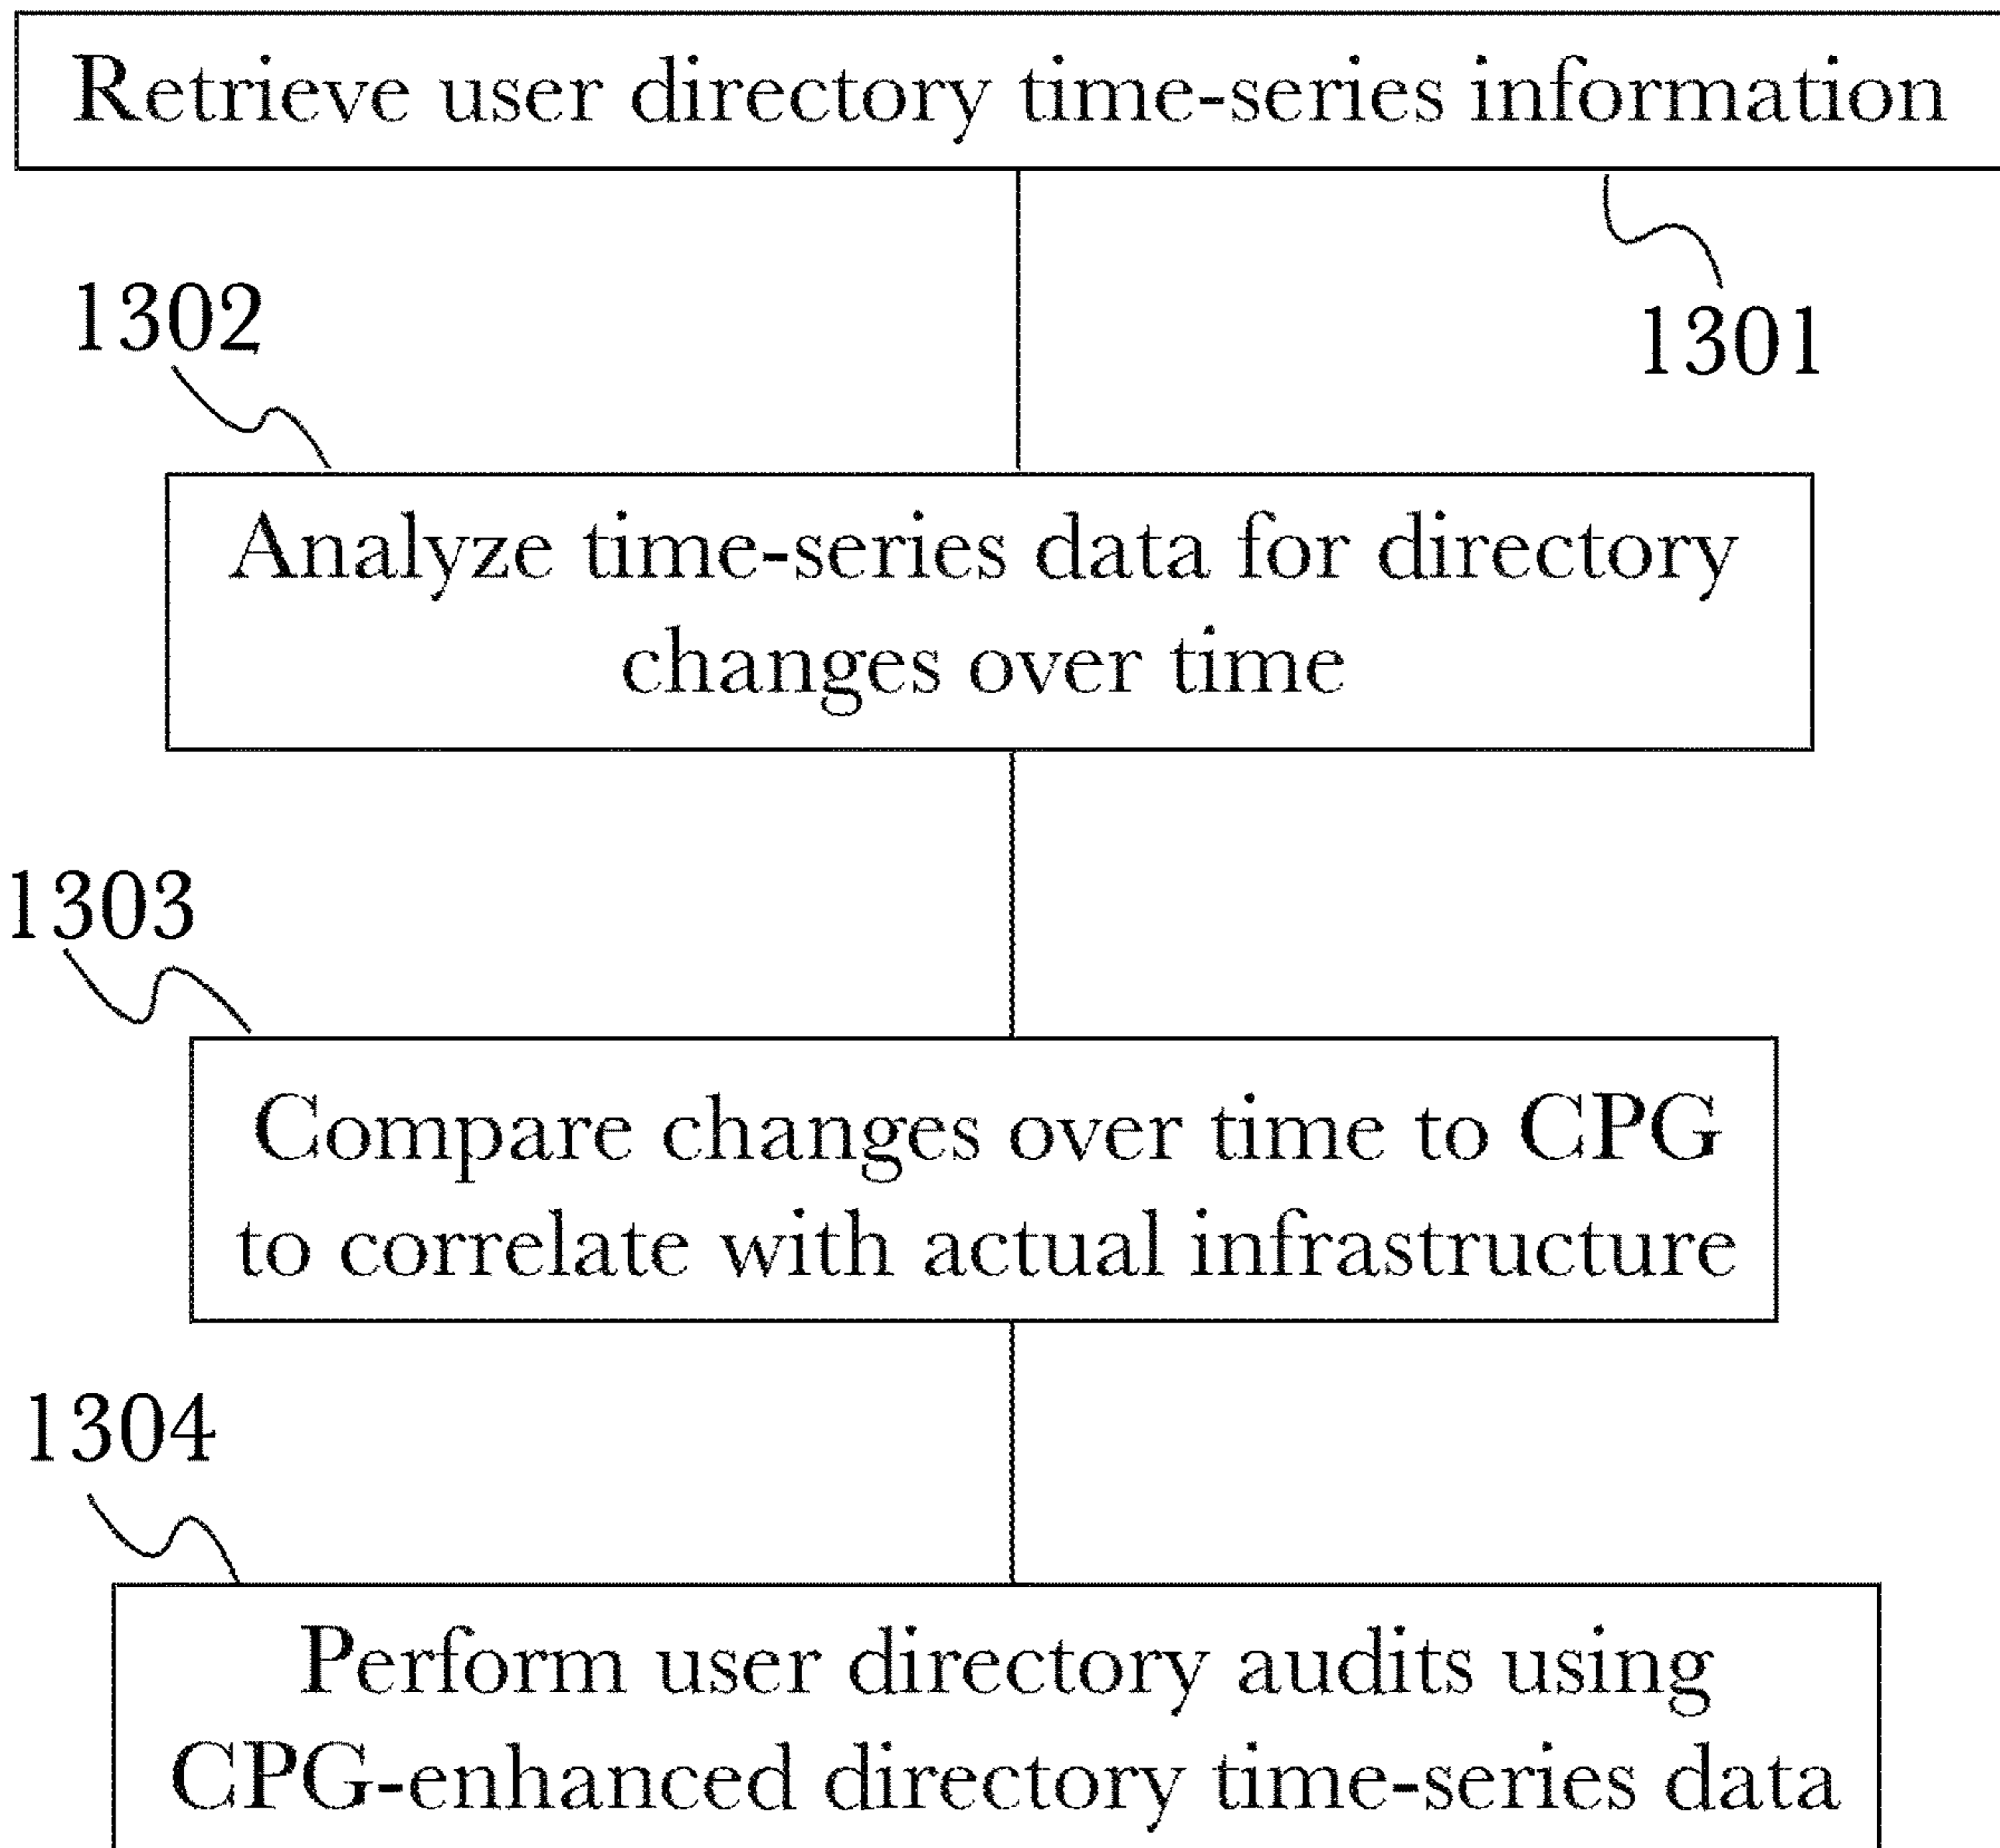 Retrieve user directory time-series information
1301
1302
Analyze time-series data for directory
changes over time
1303
Compare changes over time to CPG
to correlate with actual infrastructure
1304
Perform user directory audits using
CPG-enhanced directory time-series data